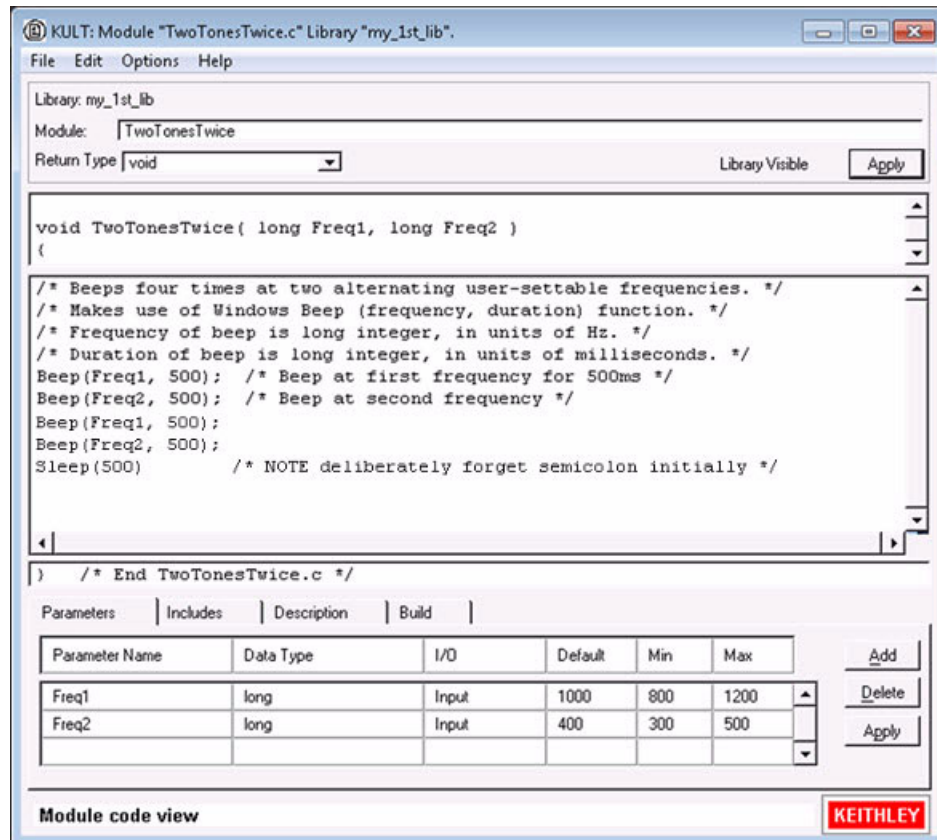 KULT: Module "TwoTonesTwice.c" Library "my_1st_lib".
File Edit Options Help
Library: my_1st_lib
Module: TwoTonesTwice
Return Type void Library Visible Apply
void TwoTonesTwice( long Freq1, long Freq2 )
{
/* Beeps four times at two alternating user-settable frequencies. */
/* Makes use of Windows Beep (frequency, duration) function. */
/* Frequency of beep is long integer, in units of Hz. */
/* Duration of beep is long integer, in units of milliseconds. */
Beep(Freq1, 500); /* Beep at first frequency for 500ms */
Beep(Freq2, 500); /* Beep at second frequency */
Beep(Freq1, 500);
Beep(Freq2, 500);
Sleep(500) /* NOTE deliberately forget semicolon initially */
} /* End TwoTonesTwice.c */
Parameters Includes Description Build
Parameter Name Data Type I/O Default Min Max Add
Freq1 long Input 1000 800 1200 Delete
Freq2 long Input 400 300 500 Apply
Module code view KEITHLEY